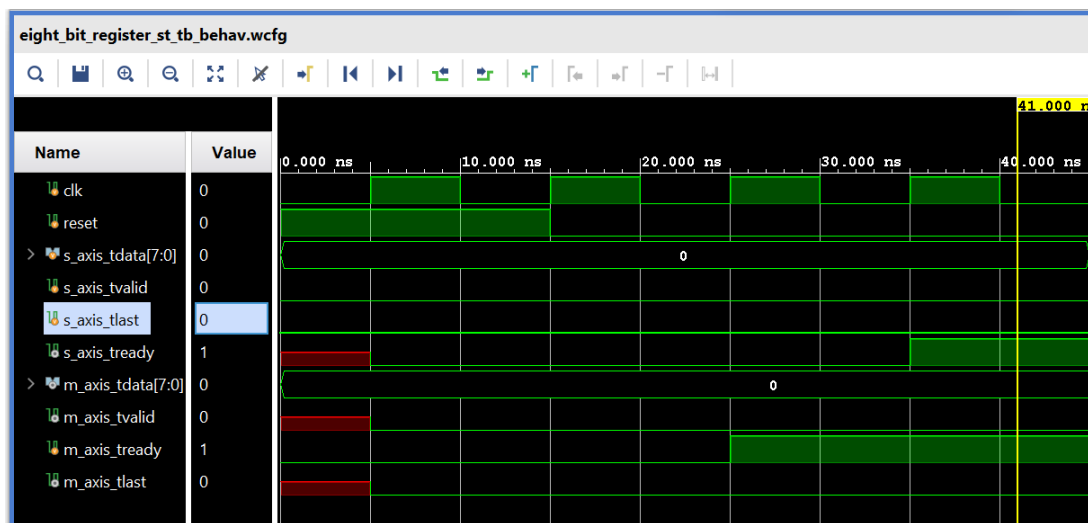 eight_bit_register_st_tb_behav.wcfg
41.000 n
Name Value
0.000 ns 10.000 ns 20.000 ns 30.000 ns 40.000 ns
clk 0
reset 0
s_axis_tdata[7:0] 0 0
s_axis_tvalid 0
s_axis_tlast 0
s_axis_tready 1
m_axis_tdata[7:0] 0 0
m_axis_tvalid 0
m_axis_tready 1
m_axis_tlast 0